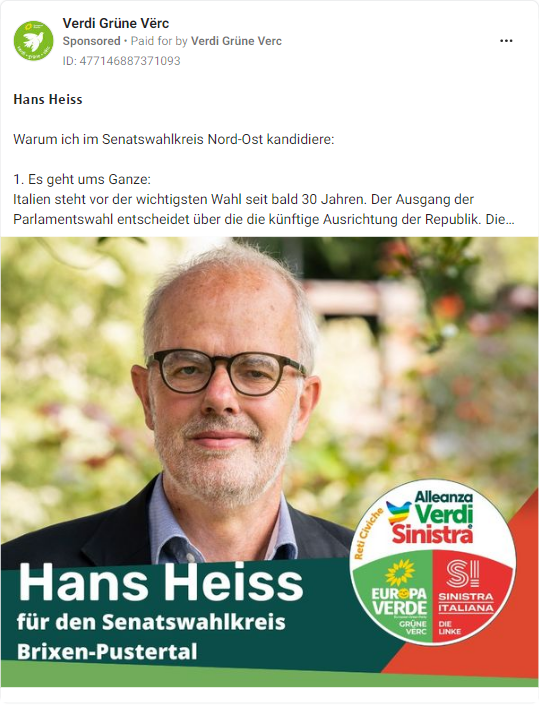 Verdi Grüne Vërc
Sponsored • Paid for by Verdi Grüne Verc
ID: 477146887371093
Hans Heiss
Warum ich im Senatswahlkreis Nord-Ost kandidiere:
1. Es geht ums Ganze:
Italien steht vor der wichtigsten Wahl seit bald 30 Jahren. Der Ausgang der
Parlamentswahl entscheidet über die die künftige Ausrichtung der Republik. Die...
Reti Civiche
Alleanza
Verdi
Sinistra
EUROPA
VERDE
GRÜNE
VËRC
SINISTRA
ITALIANA
DIE
LINKE
Hans Heiss
für den Senatswahlkreis
Brixen-Pustertal